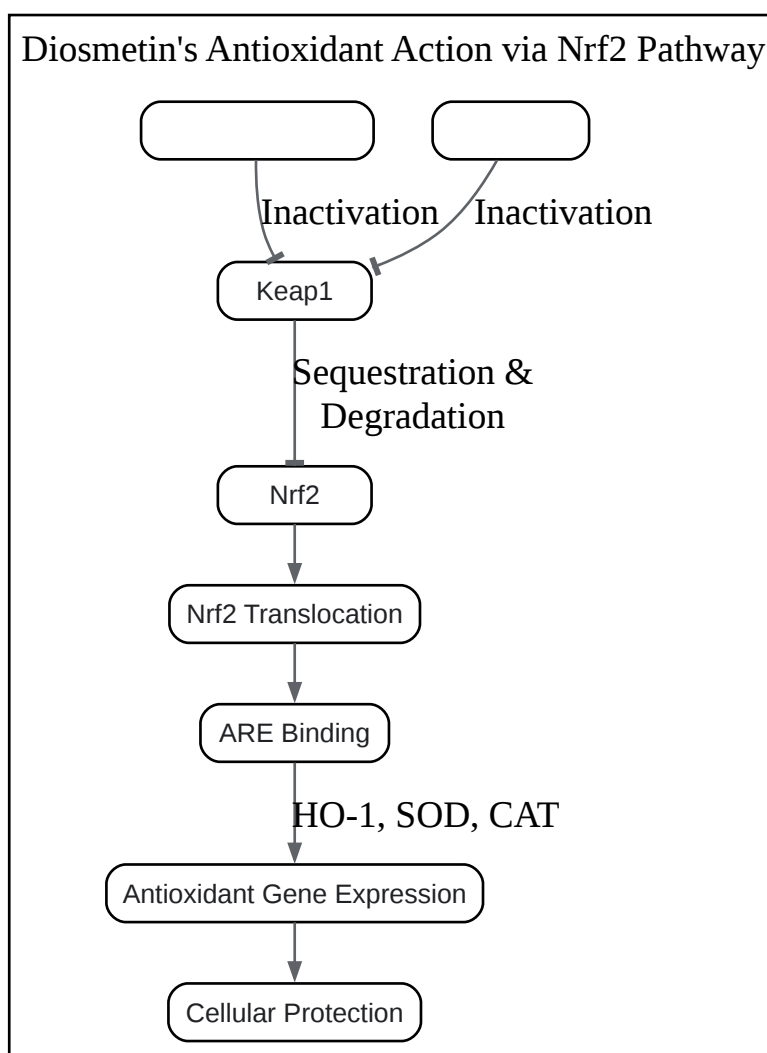 Diosmetin's Antioxidant Action via Nrf2 Pathway
Inactivation
Inactivation
Keap1
Sequestration &
Degradation
Nrf2
Nrf2 Translocation
ARE Binding
HO-1, SOD, CAT
Antioxidant Gene Expression
Cellular Protection